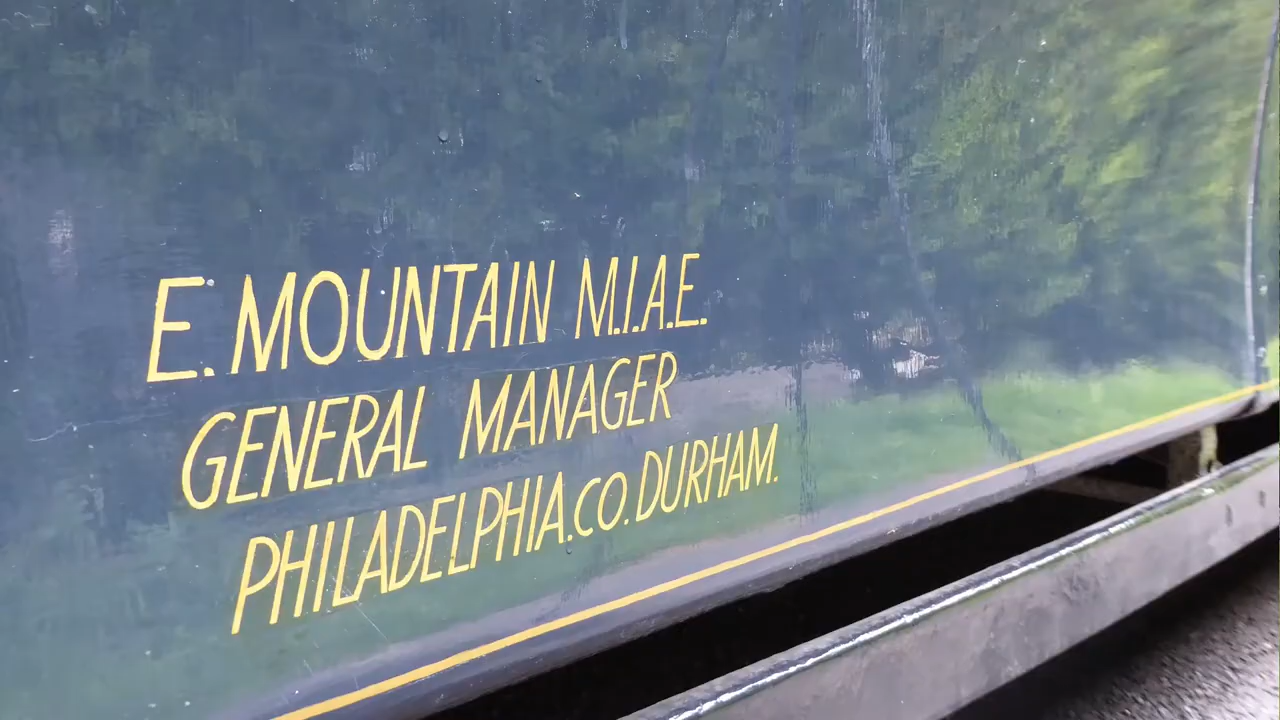 E. MOUNTAIN M.I.A.E.
GENERAL MANAGER
PHILADELPHIA.CO.DURHAM.